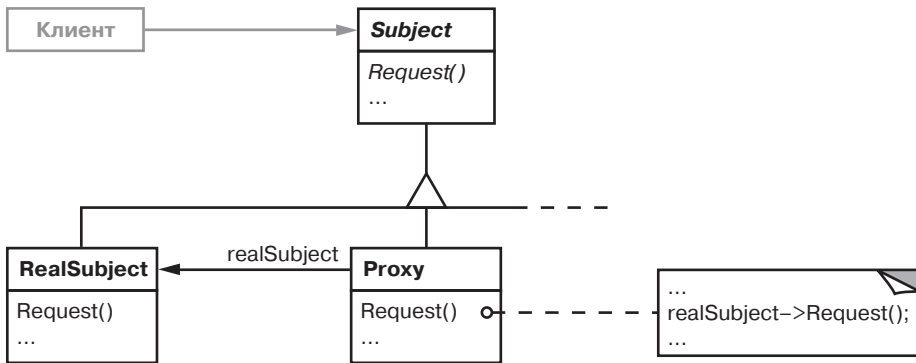 Клиент
Subject
Request()
...
RealSubject
Request()
...
realSubject
Proxy
Request()
...
...
realSubject–>Request();
...